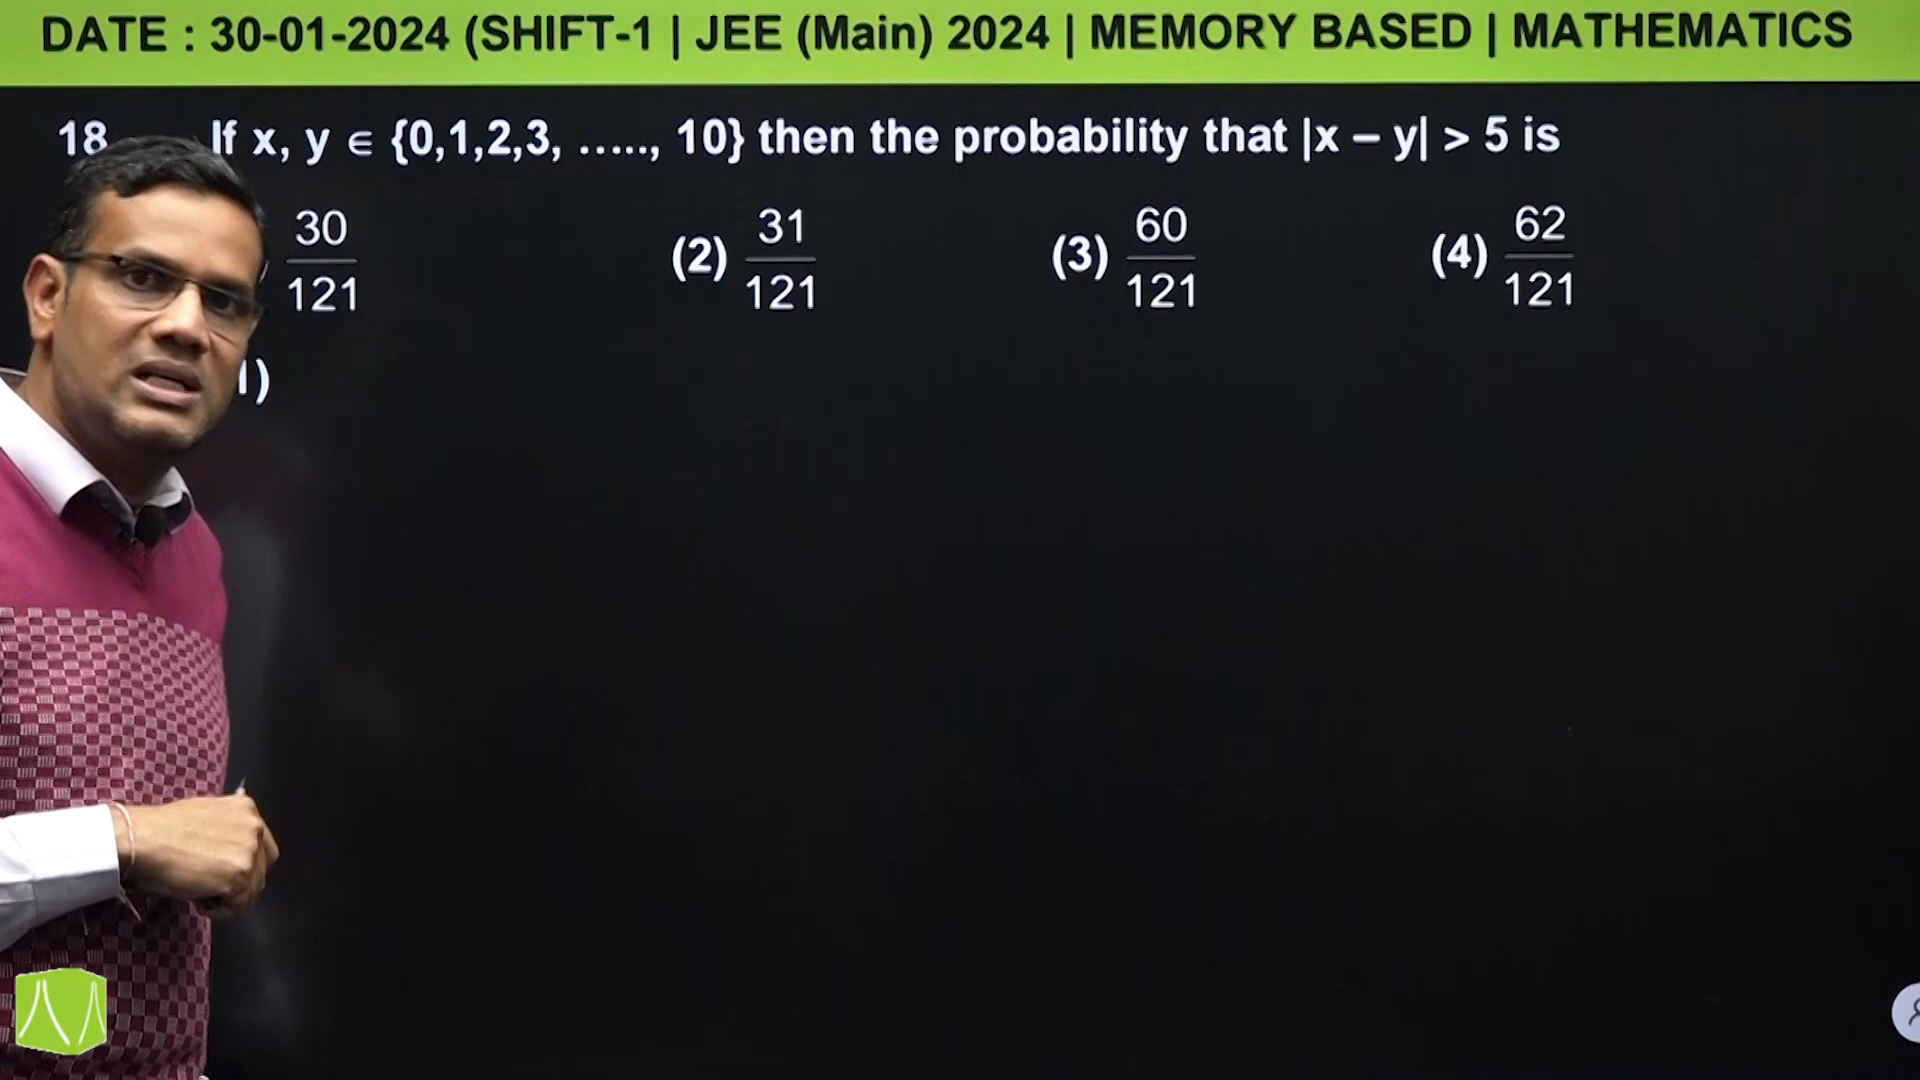 DATE : 30-01-2024 (SHIFT-1 | JEE (Main) 2024 | MEMORY BASED | MATHEMATICS
18. If x, y ∈ {0,1,2,3, ....., 10} then the probability that |x – y| > 5 is
) 30/121 (2) 31/121 (3) 60/121 (4) 62/121
1)